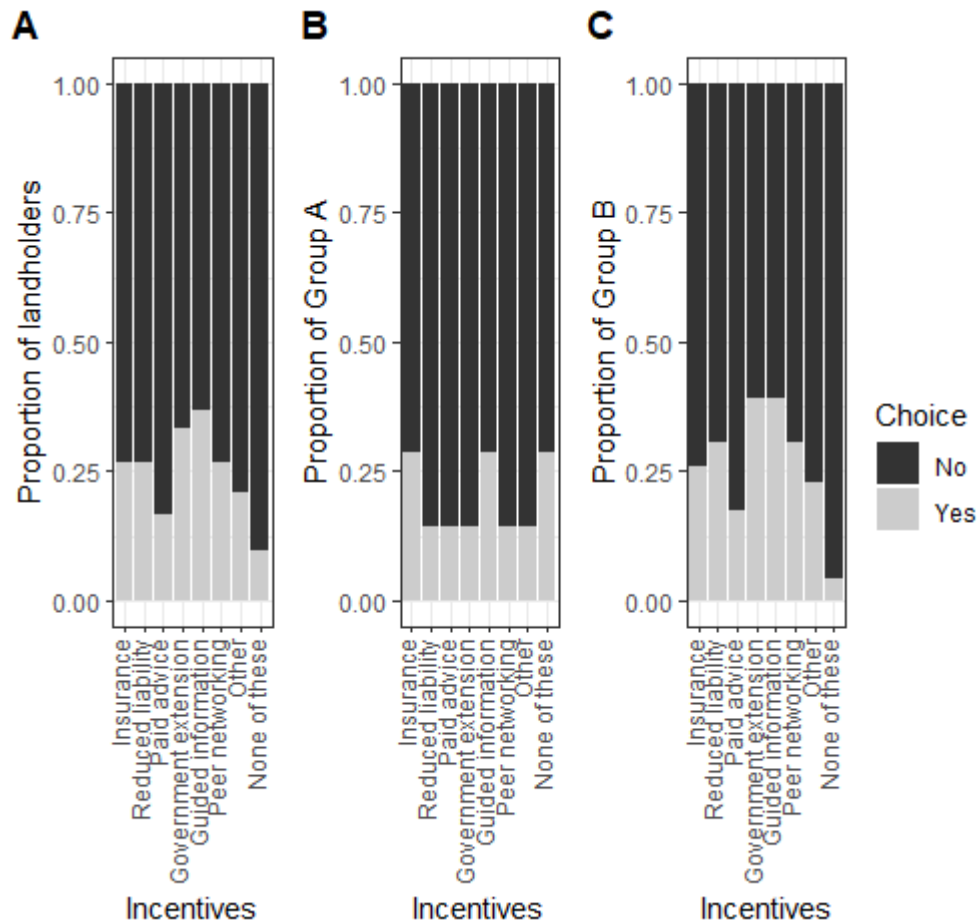 A
B
C
Proportion of landholders
1.00
0.75
0.50
0.25
0.00
Insurance
Reduced liability
Paid advice
Government extension
Guided information
Peer networking
Other
None of these
Incentives
Proportion of Group A
1.00
0.75
0.50
0.25
0.00
Insurance
Reduced liability
Paid advice
Government extension
Guided information
Peer networking
Other
None of these
Incentives
Proportion of Group B
1.00
0.75
0.50
0.25
0.00
Insurance
Reduced liability
Paid advice
Government extension
Guided information
Peer networking
Other
None of these
Incentives
Choice
No
Yes